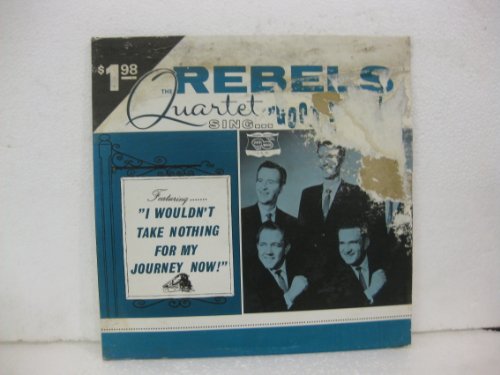 $1.98
THE REBELS
Quartet
SING...
Featuring.......
"I WOULDN'T
TAKE NOTHING
FOR MY
JOURNEY NOW!"